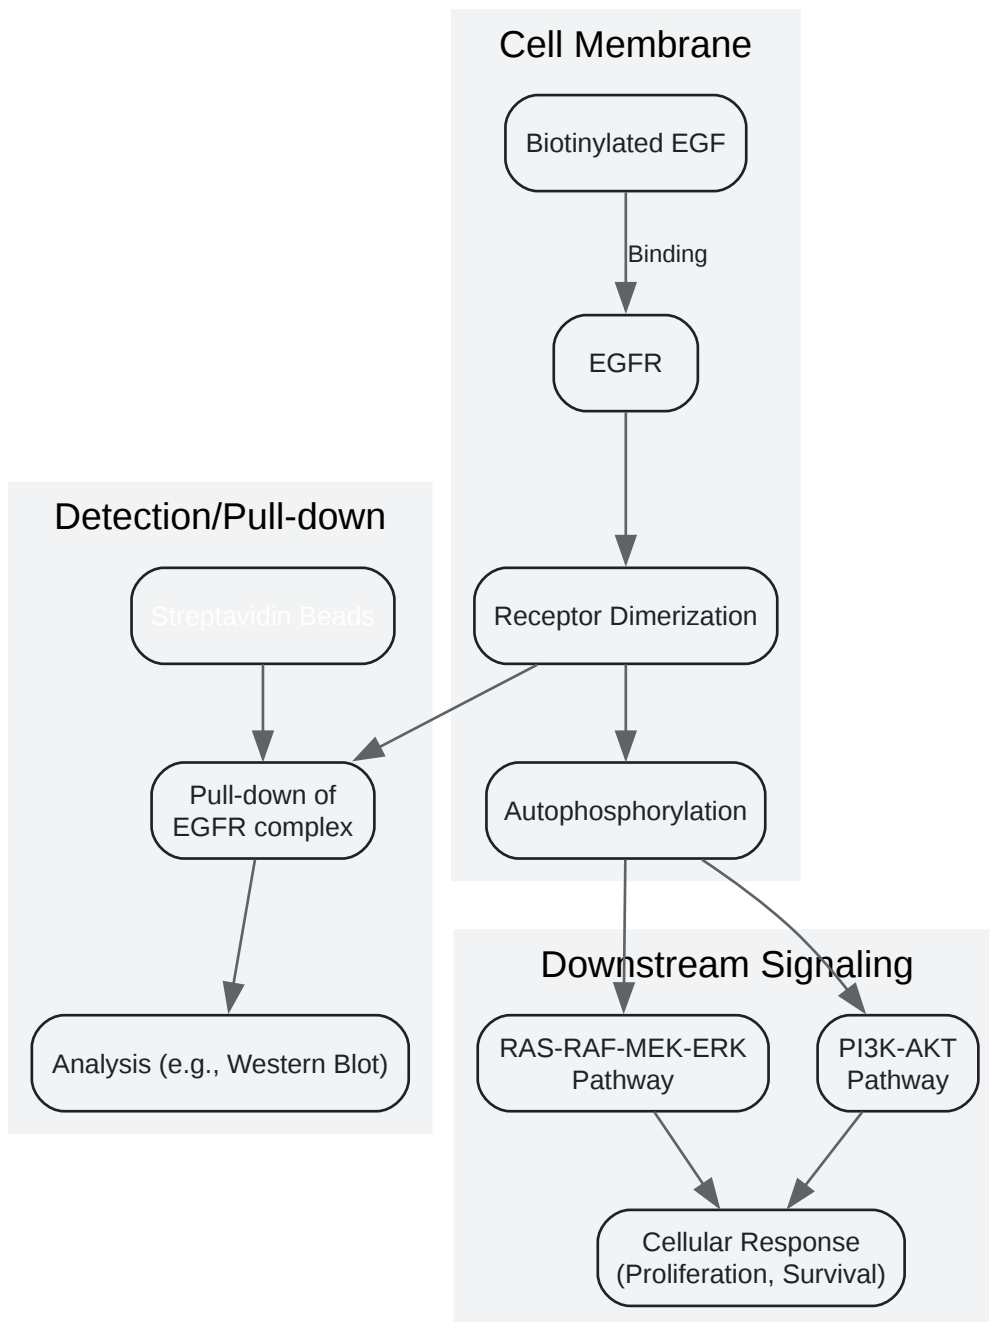 Cell Membrane
Biotinylated EGF
Binding
EGFR
Receptor Dimerization
Autophosphorylation
Detection/Pull-down
Streptavidin Beads
Pull-down of
EGFR complex
Analysis (e.g., Western Blot)
Downstream Signaling
RAS-RAF-MEK-ERK
Pathway
PI3K-AKT
Pathway
Cellular Response
(Proliferation, Survival)